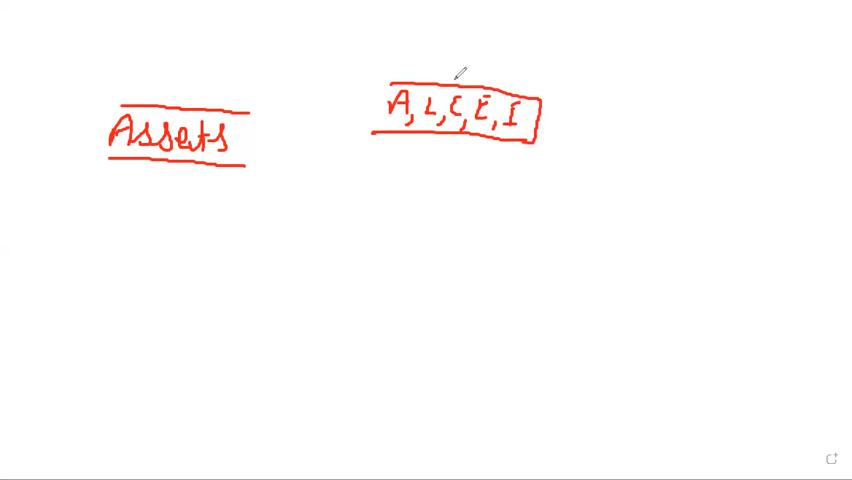 Assets
A, L, C, E, I